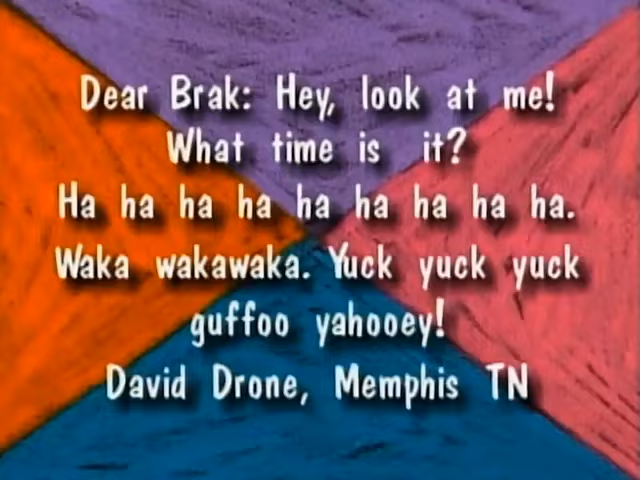 Dear Brak: Hey, look at me!
What time is it?
Ha ha ha ha ha ha ha ha ha.
Waka wakawaka. Yuck yuck yuck
guffoo yahooey!
David Drone, Memphis TN